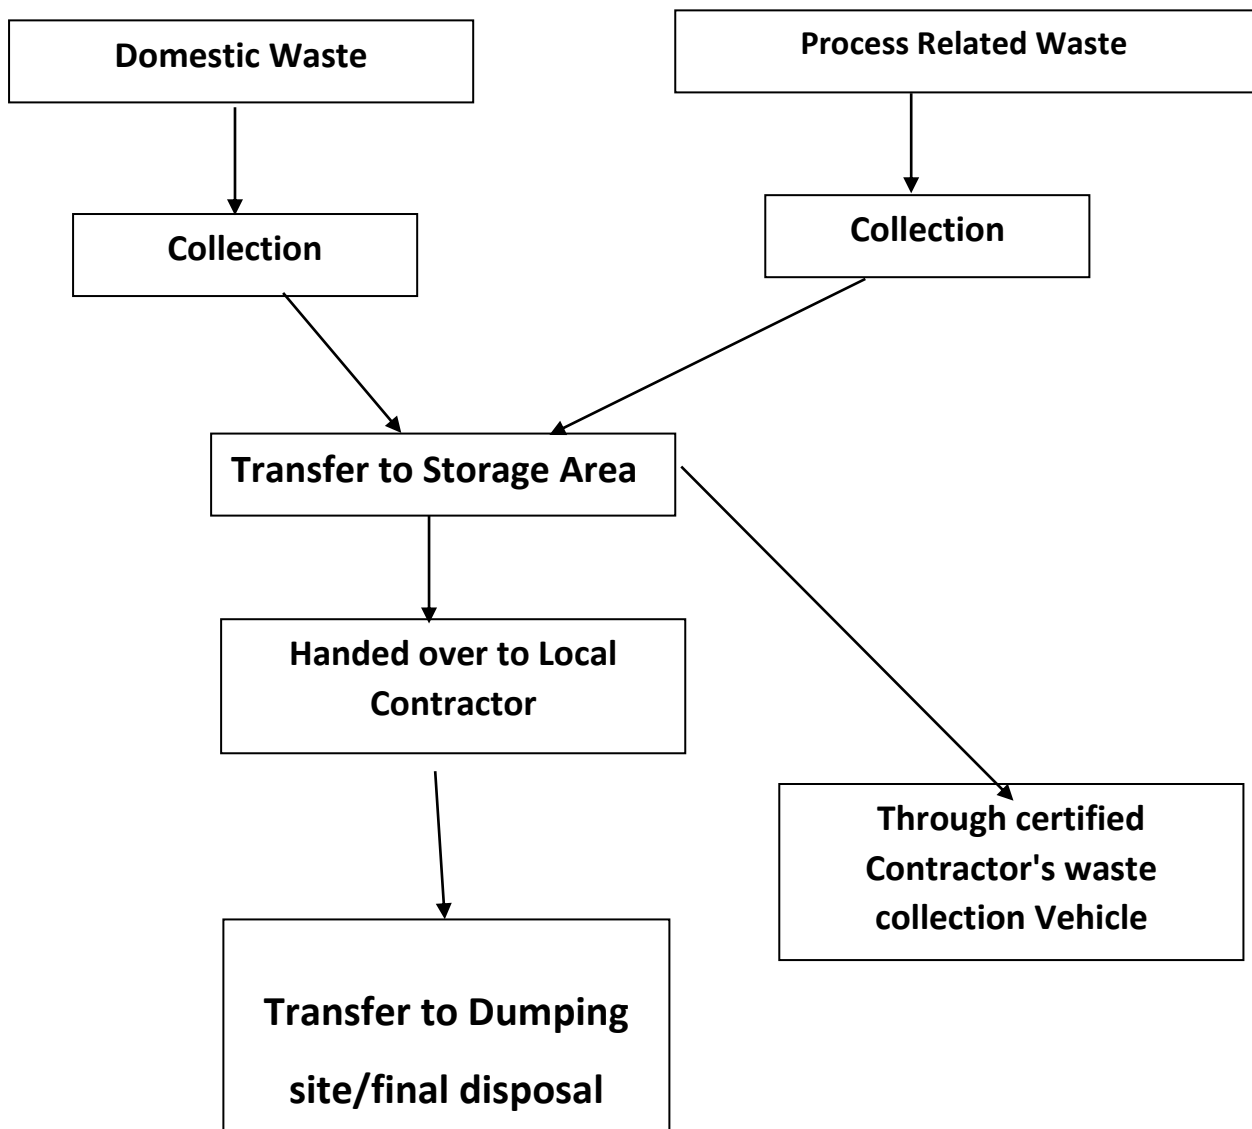 Domestic Waste
Process Related Waste
Collection
Collection
Transfer to Storage Area
Handed over to Local
Contractor
Through certified
Contractor's waste
collection Vehicle
Transfer to Dumping
site/final disposal